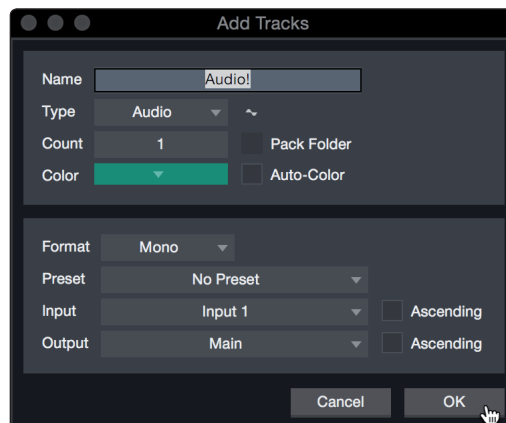 Add Tracks
Name Audio!
Type Audio
Count 1 Pack Folder
Color Auto-Color
Format Mono
Preset No Preset
Input Input 1 Ascending
Output Main Ascending
Cancel OK